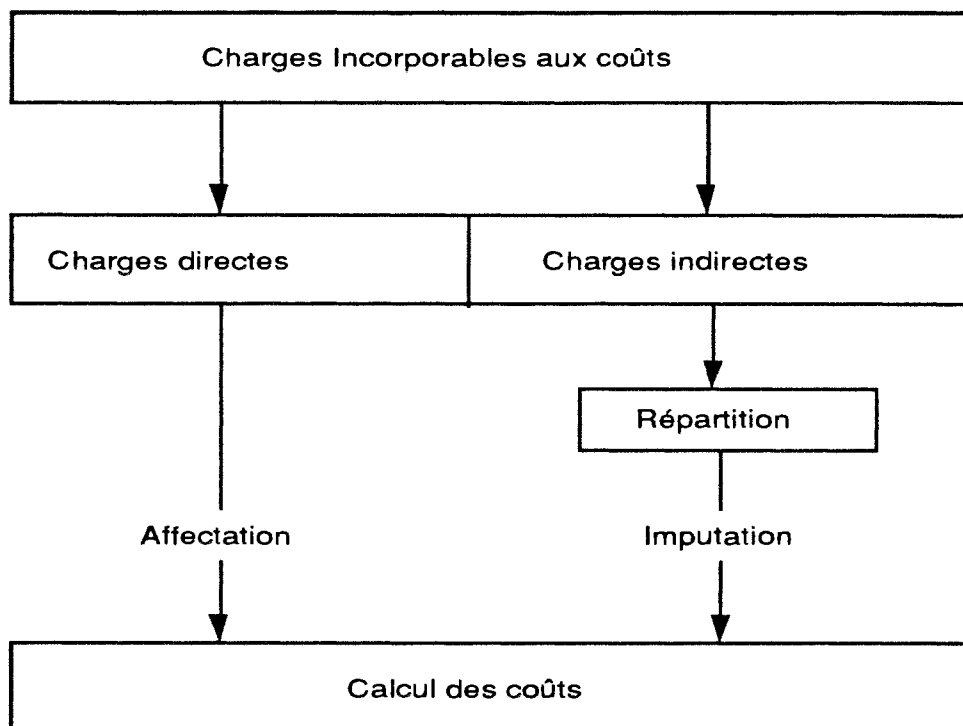 Charges Incorporables aux coûts
Charges directes
Charges indirectes
Répartition
Affectation
Imputation
Calcul des coûts